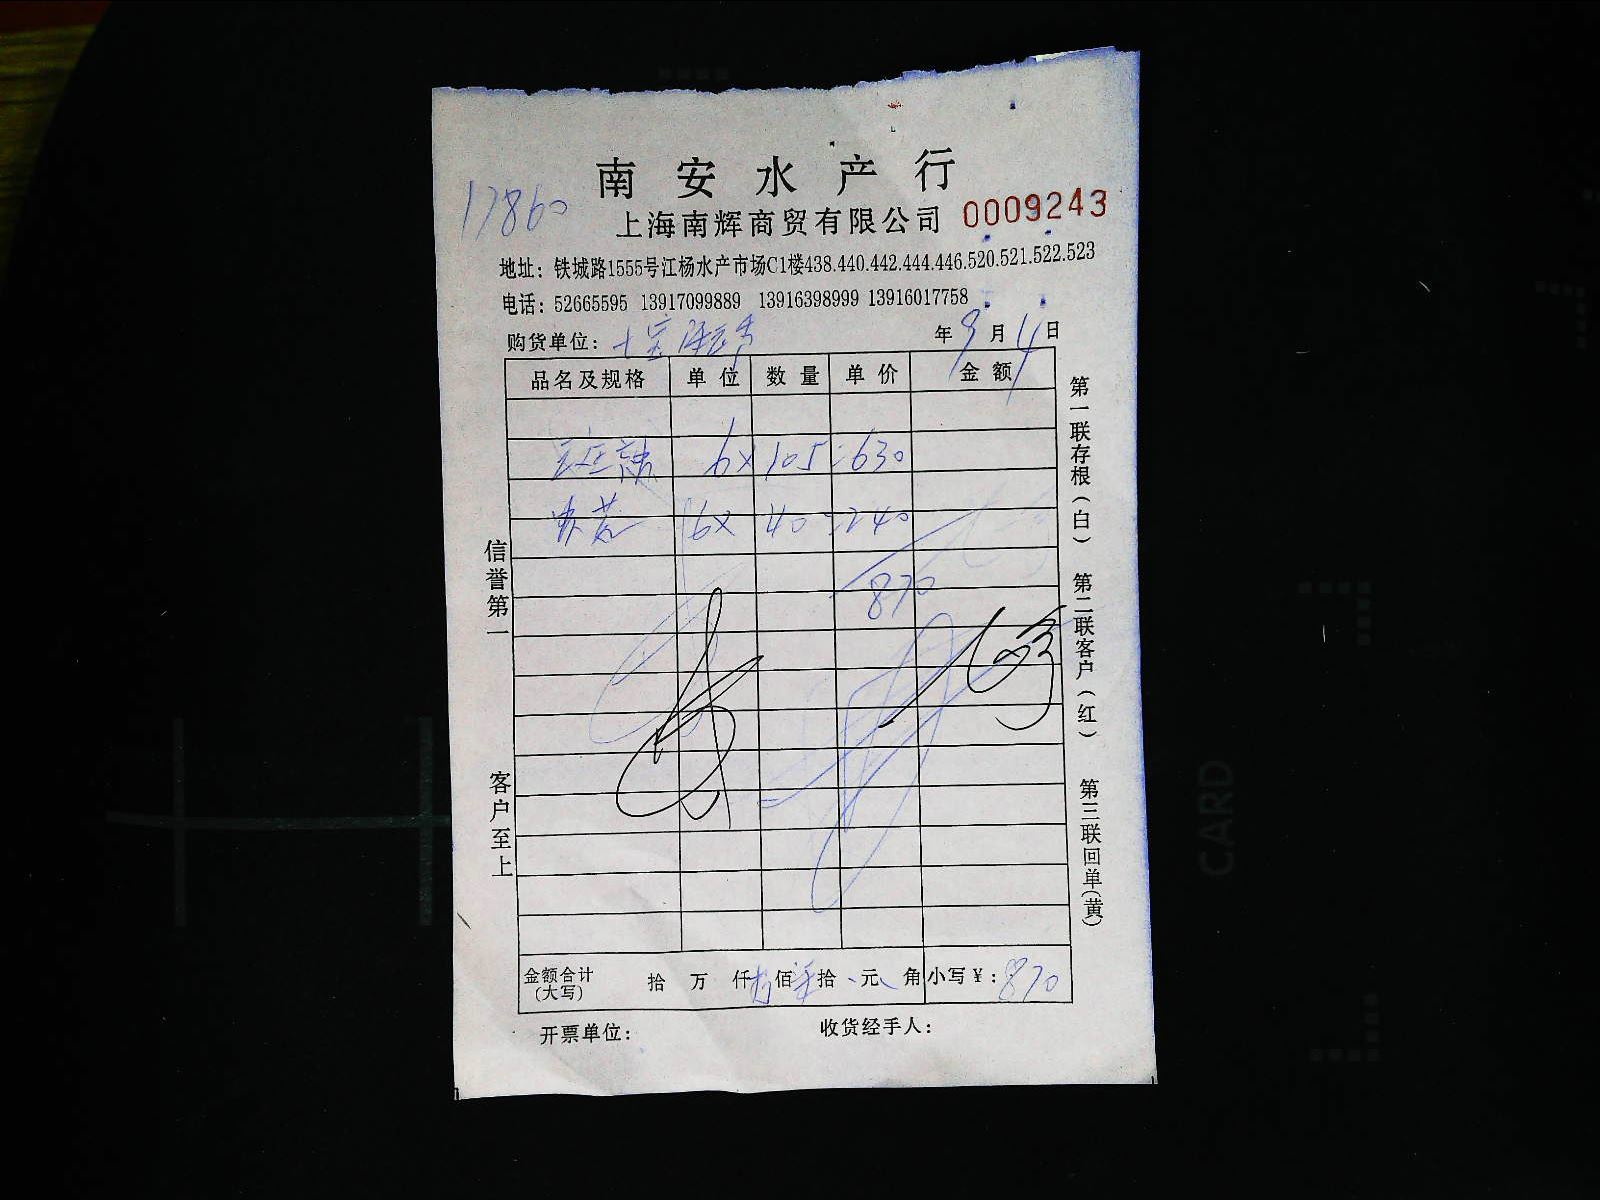 南安水产行
17860
上海南辉商贸有限公司 0009243
地址：铁城路1555号江杨水产市场C1楼438.440.442.444.446.520.521.522.523
电话：52665595 13917099889 13916398999 13916017758
购货单位： 年9月4日
品名及规格 单位 数量 单价 金额
6×105=630
6×40=240
870
金额合计（大写） 拾 万 仟 佰 拾 元 角 小写￥：870
开票单位： 收货经手人：
信誉第一 客户至上
第一联存根（白） 第二联客户（红） 第三联回单（黄）
CARD